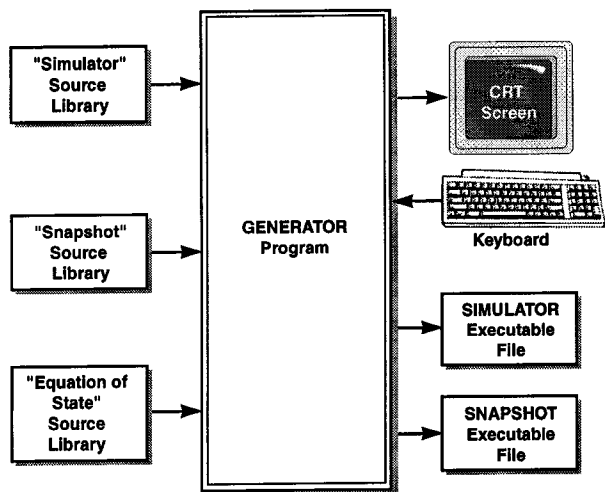 "Simulator"
Source
Library
"Snapshot"
Source
Library
"Equation of
State"
Source
Library
GENERATOR
Program
CRT
Screen
Keyboard
SIMULATOR
Executable
File
SNAPSHOT
Executable
File